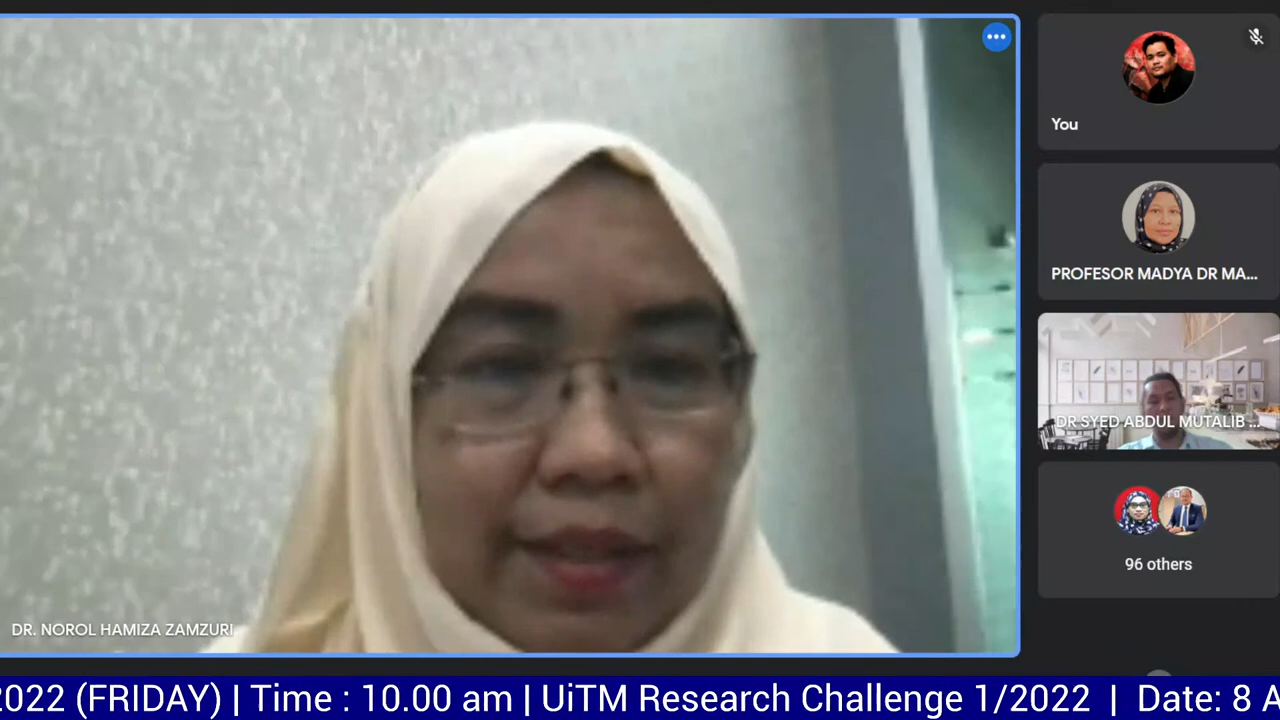 You
PROFESOR MADYA DR MA...
DR SYED ABDUL MUTALIB ...
96 others
DR. NOROL HAMIZA ZAMZURI
2022 (FRIDAY) | Time : 10.00 am | UiTM Research Challenge 1/2022 | Date: 8 A